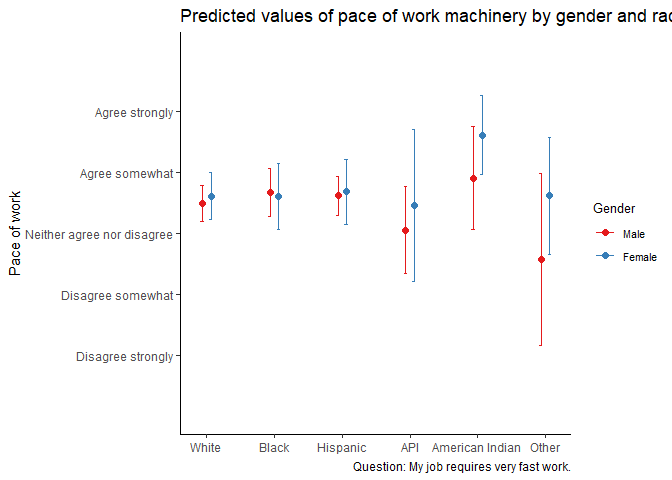 Predicted values of pace of work machinery by gender and
Pace of work
Agree strongly
Agree somewhat
Neither agree nor disagree
Disagree somewhat
Disagree strongly
White Black Hispanic API American Indian Other
Question: My job requires very fast work.
Gender
Male
Female